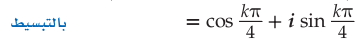 = cos kπ/4 + i sin kπ/4 بالتبسيط